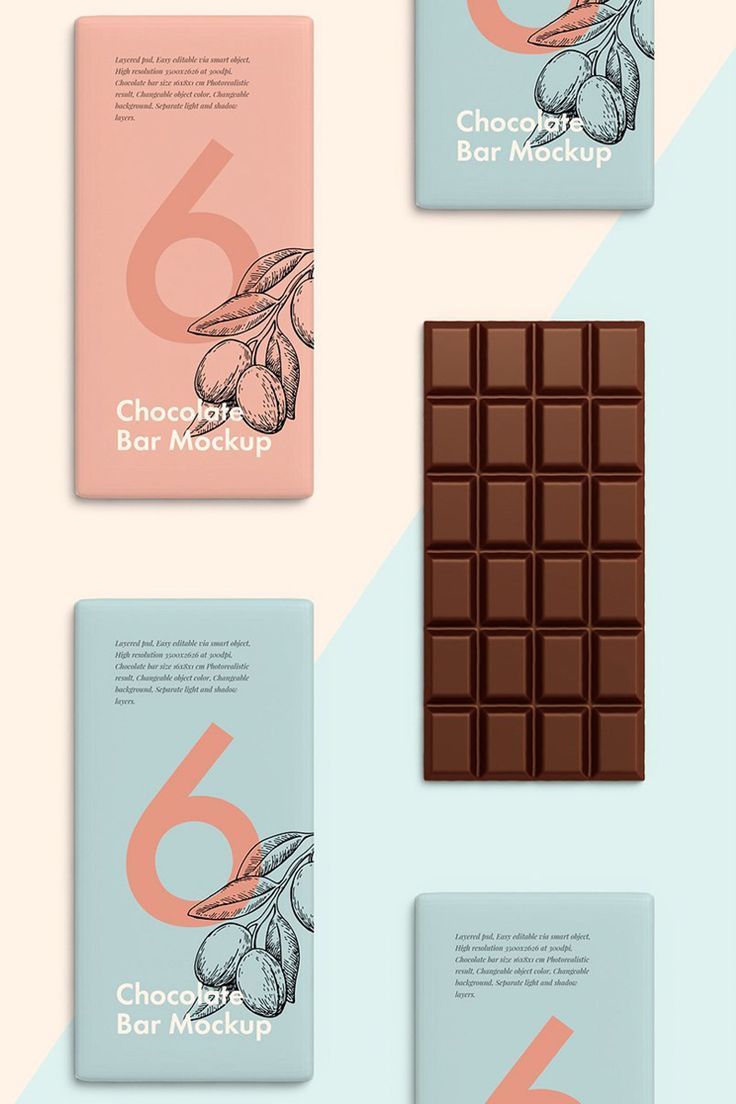 Layered psd, Easy editable via smart object,
High resolution 3500x2626 at 300dpi,
Chocolate bar size 16x8x1 cm Photorealistic
result, Changeable object color, Changeable
background, Separate light and shadow
layers.
6
Chocolate
Bar Mockup
6
Chocolate
Bar Mockup
Layered psd, Easy editable via smart object,
High resolution 3500x2626 at 300dpi,
Chocolate bar size 16x8x1 cm Photorealistic
result, Changeable object color, Changeable
background, Separate light and shadow
layers.
6
Chocolate
Bar Mockup
Layered psd, Easy editable via smart object,
High resolution 3500x2626 at 300dpi,
Chocolate bar size 16x8x1 cm Photorealistic
result, Changeable object color, Changeable
background, Separate light and shadow
layers.
6